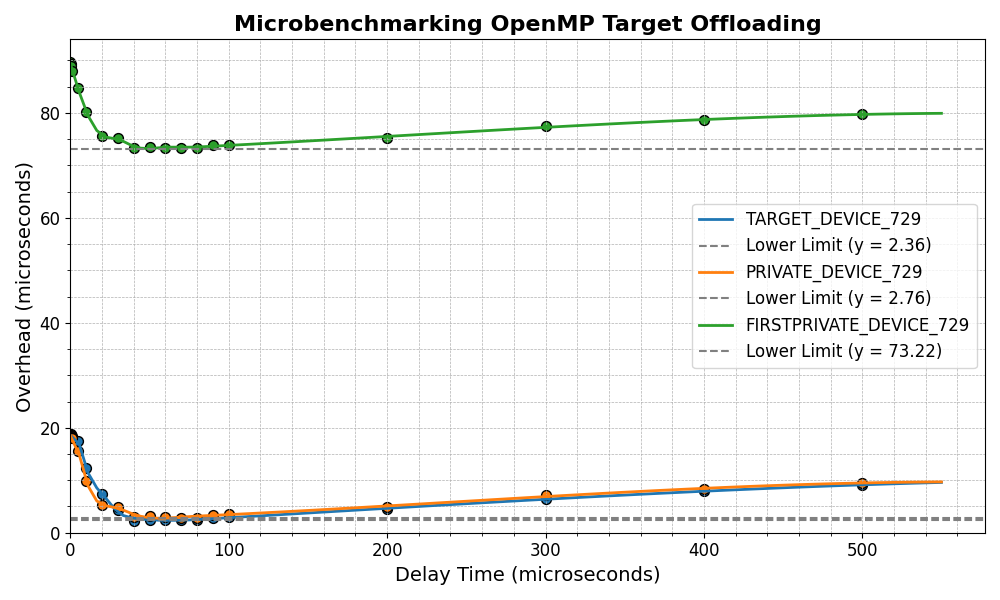 Microbenchmarking OpenMP Target Offloading
Overhead (microseconds)
80
60
40
20
0
TARGET_DEVICE_729
Lower Limit (y = 2.36)
PRIVATE_DEVICE_729
Lower Limit (y = 2.76)
FIRSTPRIVATE_DEVICE_729
Lower Limit (y = 73.22)
0 100 200 300 400 500
Delay Time (microseconds)